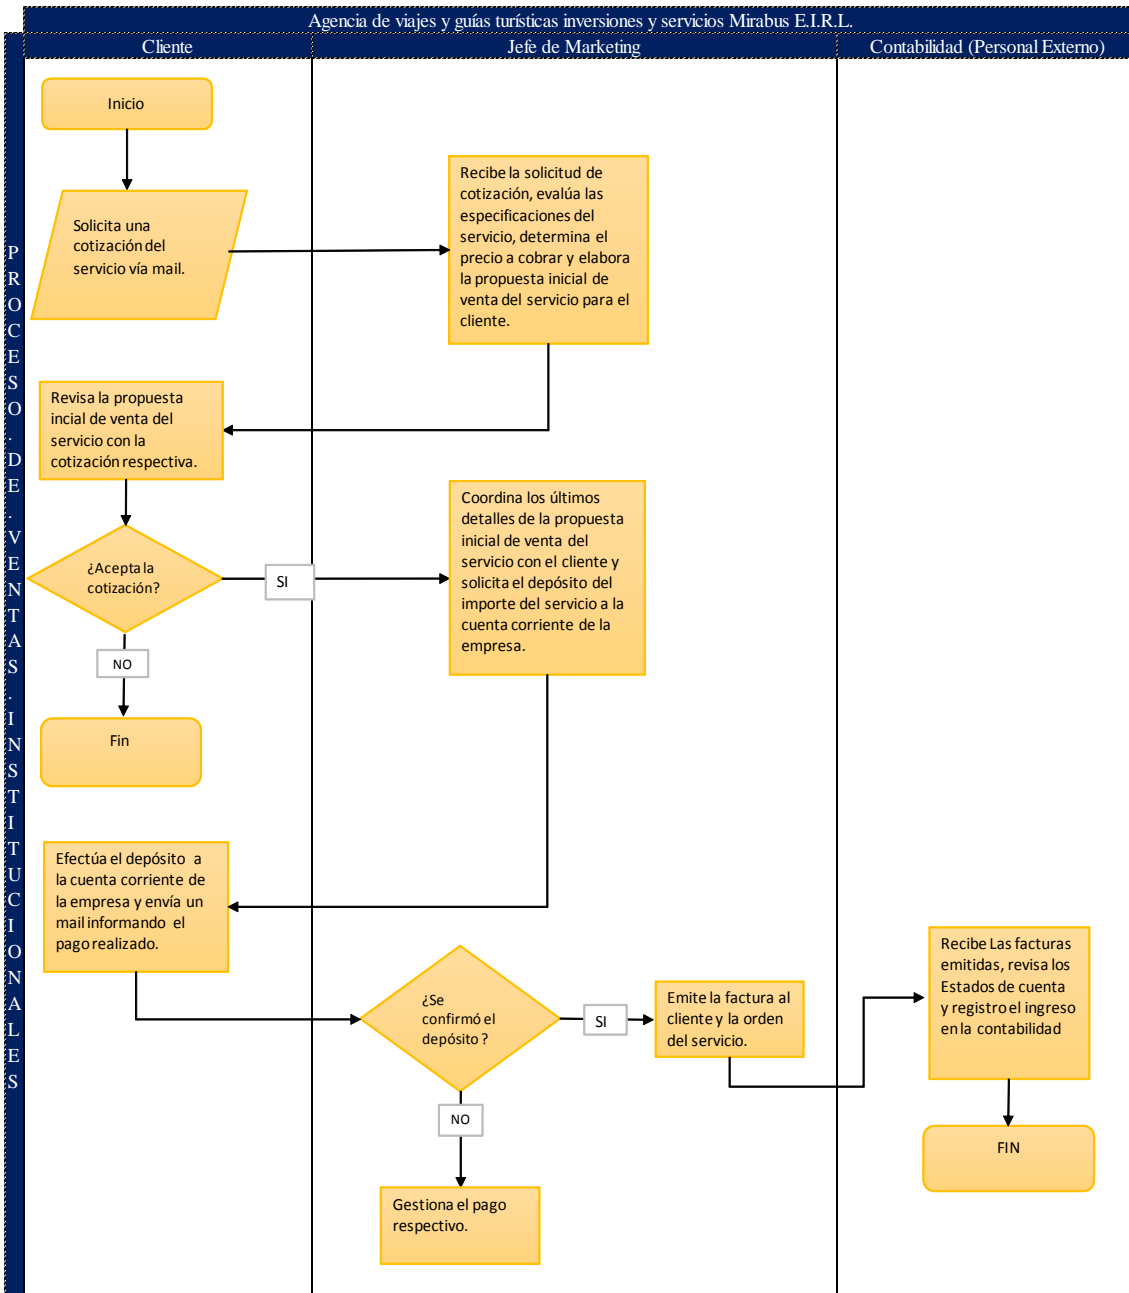 Agencia de viajes y guías turísticas inversiones y servicios Mirabus E.I.R.L.
Cliente
Jefe de Marketing
Contabilidad (Personal Externo)
PROCESO.DE.VENTAS.INSTITUCIONALES
Inicio
Solicita una
cotización del
servicio vía mail.
Recibe la solicitud de
cotización, evalúa las
especificaciones del
servicio, determina el
precio a cobrar y elabora
la propuesta inicial de
venta del servicio para el
cliente.
Revisa la propuesta
incial de venta del
servicio con la
cotización respectiva.
¿Acepta la
cotización?
SI
NO
Fin
Coordina los últimos
detalles de la propuesta
inicial de venta del
servicio con el cliente y
solicita el depósito del
importe del servicio a la
cuenta corriente de la
empresa.
Efectúa el depósito a
la cuenta corriente de
la empresa y envía un
mail informando el
pago realizado.
¿Se
confirmó el
depósito ?
SI
NO
Gestiona el pago
respectivo.
Emite la factura al
cliente y la orden
del servicio.
Recibe Las facturas
emitidas, revisa los
Estados de cuenta
y registro el ingreso
en la contabilidad
FIN